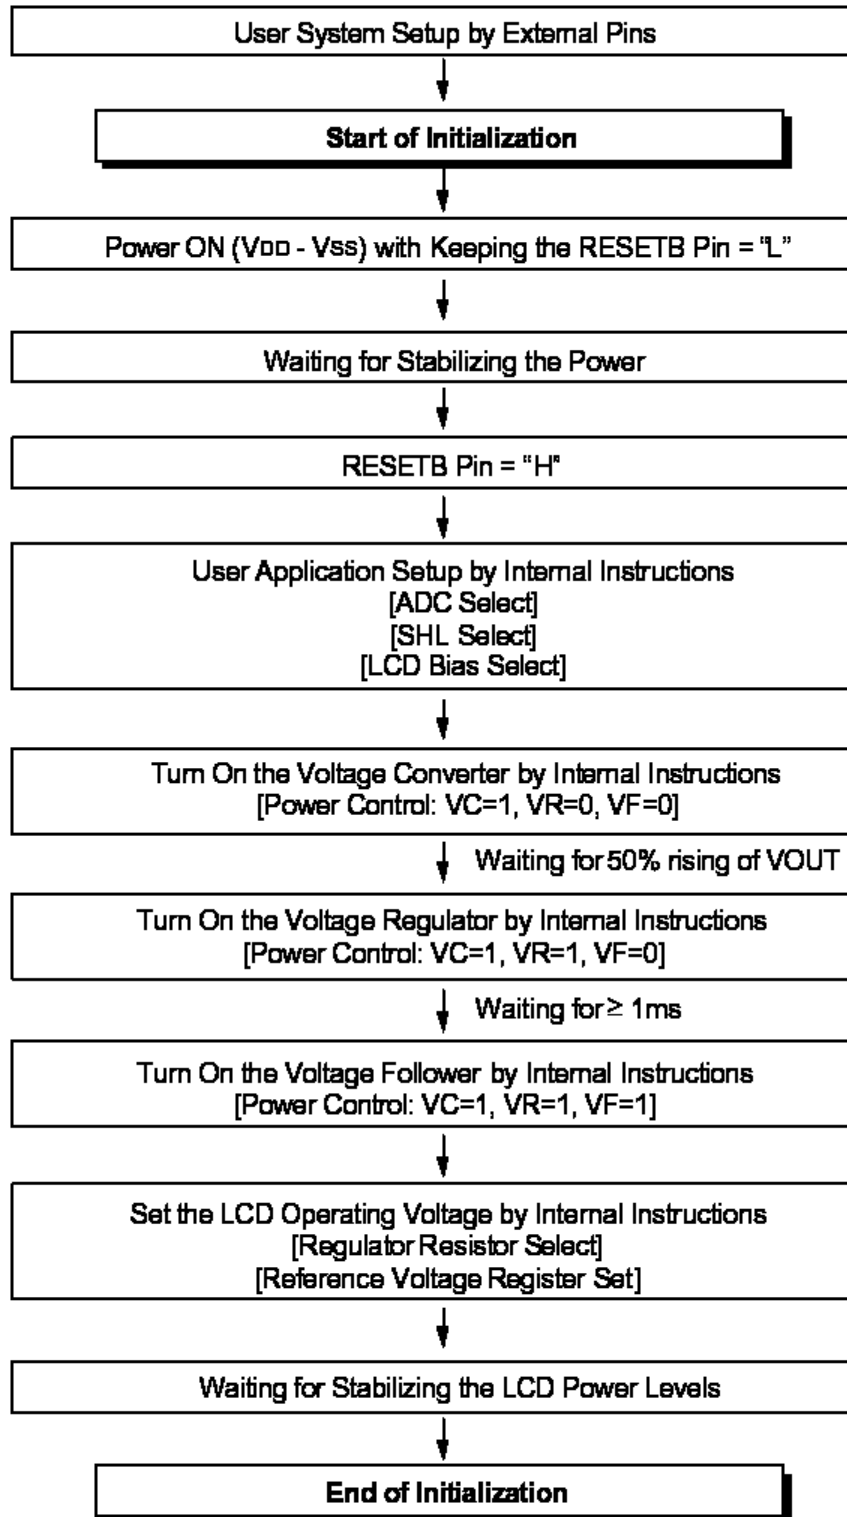 User System Setup by External Pins
Start of Initialization
Power ON (VDD - VSS) with Keeping the RESETB Pin = "L"
Waiting for Stabilizing the Power
RESETB Pin = "H"
User Application Setup by Internal Instructions
[ADC Select]
[SHL Select]
[LCD Bias Select]
Turn On the Voltage Converter by Internal Instructions
[Power Control: VC=1, VR=0, VF=0]
Waiting for 50% rising of VOUT
Turn On the Voltage Regulator by Internal Instructions
[Power Control: VC=1, VR=1, VF=0]
Waiting for ≥ 1ms
Turn On the Voltage Follower by Internal Instructions
[Power Control: VC=1, VR=1, VF=1]
Set the LCD Operating Voltage by Internal Instructions
[Regulator Resistor Select]
[Reference Voltage Register Set]
Waiting for Stabilizing the LCD Power Levels
End of Initialization